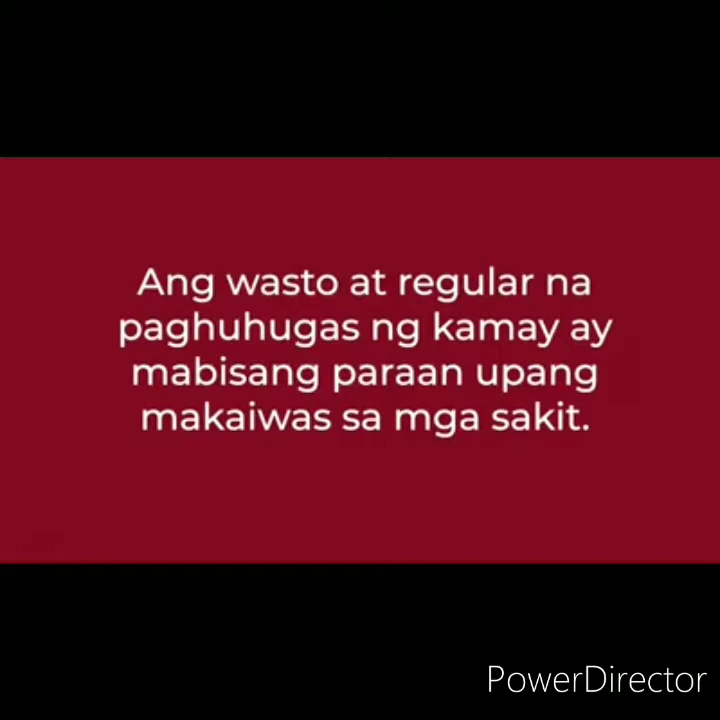 Ang wasto at regular na
paghuhugas ng kamay ay
mabisang paraan upang
makaiwas sa mga sakit.
PowerDirector